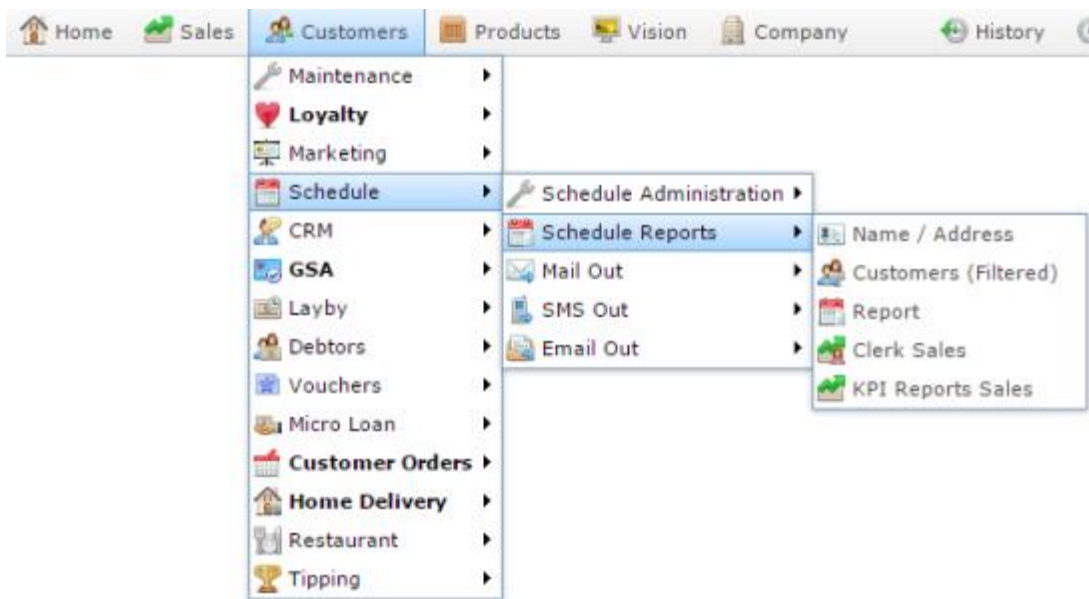 Home Sales Customers Products Vision Company History
Maintenance
Loyalty
Marketing
Schedule
CRM
GSA
Layby
Debtors
Vouchers
Micro Loan
Customer Orders
Home Delivery
Restaurant
Tipping
Schedule Administration
Schedule Reports
Mail Out
SMS Out
Email Out
Name / Address
Customers (Filtered)
Report
Clerk Sales
KPI Reports Sales